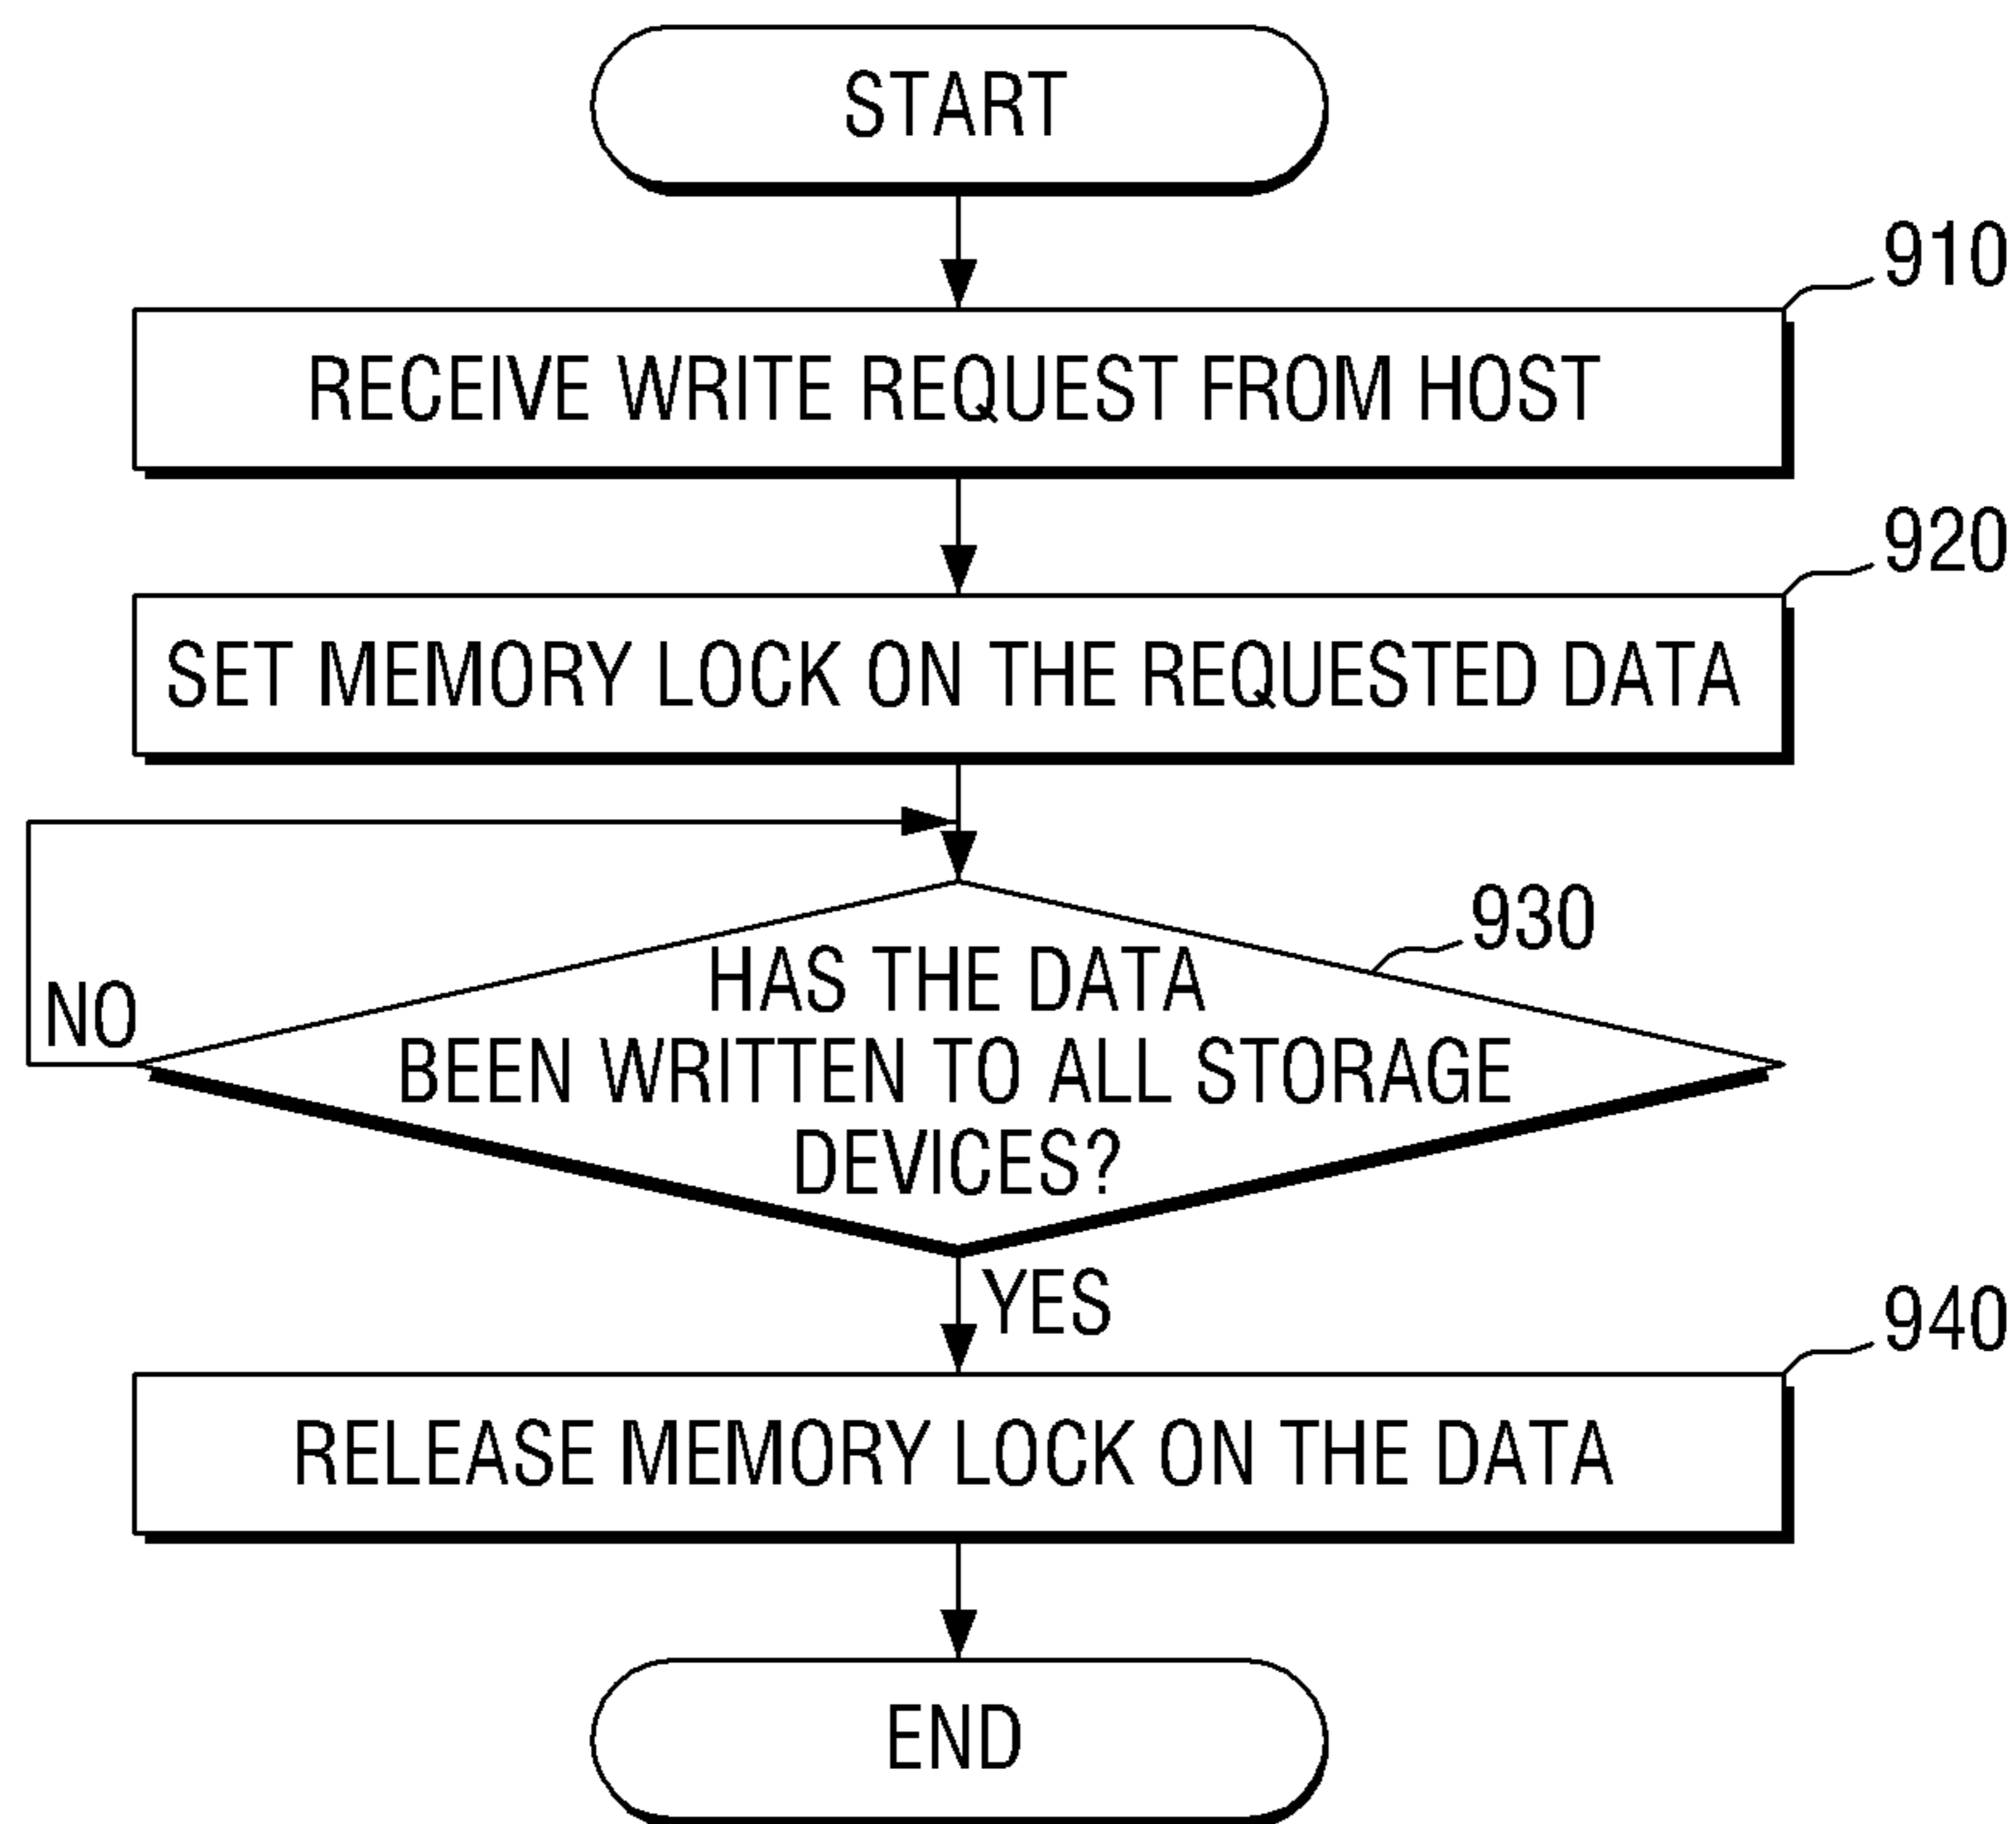 START
910
RECEIVE WRITE REQUEST FROM HOST
920
SET MEMORY LOCK ON THE REQUESTED DATA
930
HAS THE DATA
BEEN WRITTEN TO ALL STORAGE
DEVICES?
NO
YES
940
RELEASE MEMORY LOCK ON THE DATA
END